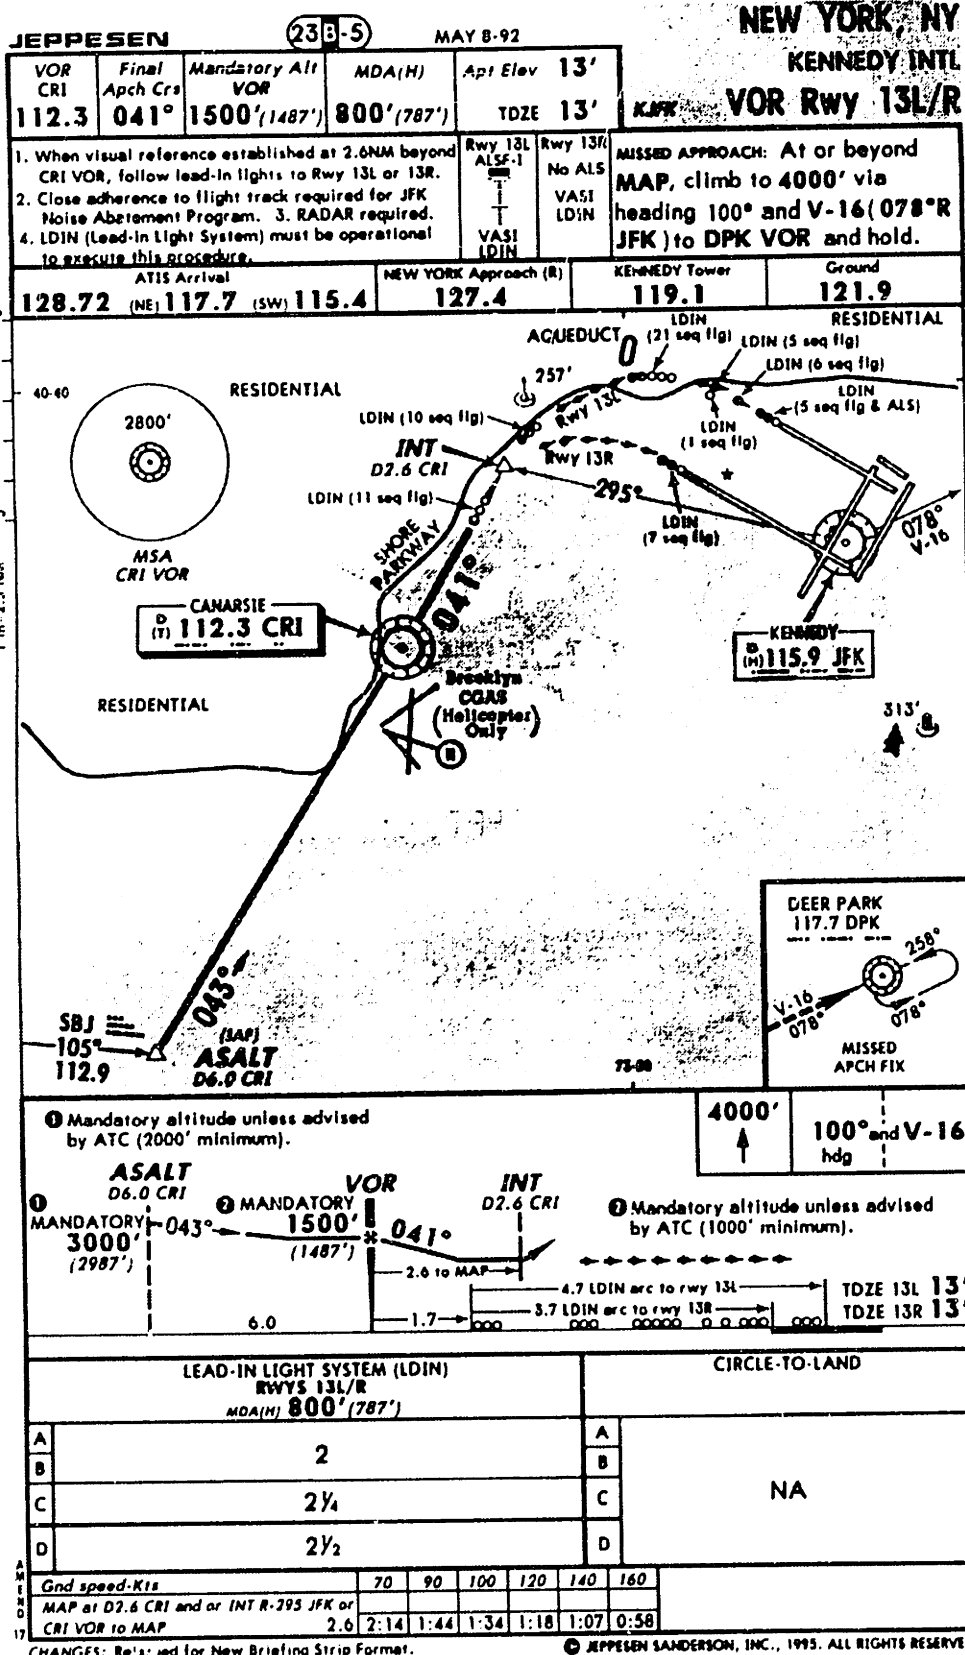 JEPPESEN
23B-5
MAY 8-92
NEW YORK, NY
KENNEDY INTL
KJFK VOR Rwy 13L/R
VOR CRI 112.3
Final Apch Crs 041°
Mandatory Alt VOR 1500' (1487')
MDA(H) 800' (787')
Apt Elev 13'
TDZE 13'
1. When visual reference established at 2.6NM beyond
CRI VOR, follow lead-in lights to Rwy 13L or 13R.
2. Close adherence to flight track required for JFK
Noise Abatement Program. 3. RADAR required.
4. LDIN (Lead-in Light System) must be operational
to execute this procedure.
Rwy 13L
ALSF-I
VASI
LDIN
Rwy 13R
No ALS
VASI
LDIN
MISSED APPROACH: At or beyond
MAP, climb to 4000' via
heading 100° and V-16(078°R
JFK) to DPK VOR and hold.
ATIS Arrival
128.72 (NE) 117.7 (SW) 115.4
NEW YORK Approach (R)
127.4
KENNEDY Tower
119.1
Ground
121.9
RESIDENTIAL
AQUEDUCT
LDIN
(21 seq flg)
LDIN (5 seq flg)
LDIN (6 seq flg)
LDIN
(5 seq flg & ALS)
LDIN
(1 seq flg)
40-40
RESIDENTIAL
257'
Rwy 13L
LDIN (10 seq flg)
2800'
INT
D2.6 CRI
Rwy 13R
295°
LDIN (11 seq flg)
LDIN
(7 seq flg)
078°
V-16
MSA
CRI VOR
SHORE
PARKWAY
041°
CANARSIE
D
(T) 112.3 CRI
KENNEDY
D
(H) 115.9 JFK
RESIDENTIAL
Brooklyn
CGAS
(Helicopter
Only)
H
313'
DEER PARK
117.7 DPK
258°
V-16
078°
078°
MISSED
APCH FIX
043°
SBJ
105°
112.9
(IAF)
ASALT
D6.0 CRI
73-50
1 Mandatory altitude unless advised
by ATC (2000' minimum).
4000'
100° and V-16
hdg
ASALT
D6.0 CRI
VOR
INT
D2.6 CRI
1
MANDATORY
3000'
(2987')
043°
2 MANDATORY
1500'
(1487')
041°
2 Mandatory altitude unless advised
by ATC (1000' minimum).
2.6 to MAP
4.7 LDIN arc to rwy 13L
3.7 LDIN arc to rwy 13R
TDZE 13L 13'
TDZE 13R 13'
6.0
1.7
LEAD-IN LIGHT SYSTEM (LDIN)
RWYS 13L/R
MDA(H) 800' (787')
CIRCLE-TO-LAND
A
B
2
C
2¼
D
2½
A
B
C
D
NA
Gnd speed-Kts 70 90 100 120 140 160
MAP at D2.6 CRI and or INT R-295 JFK or
CRI VOR to MAP 2.6 2:14 1:44 1:34 1:18 1:07 0:58
AMEND 17
CHANGES: for New Briefing Strip Format.
© JEPPESEN SANDERSON, INC., 1995. ALL RIGHTS RESERVE